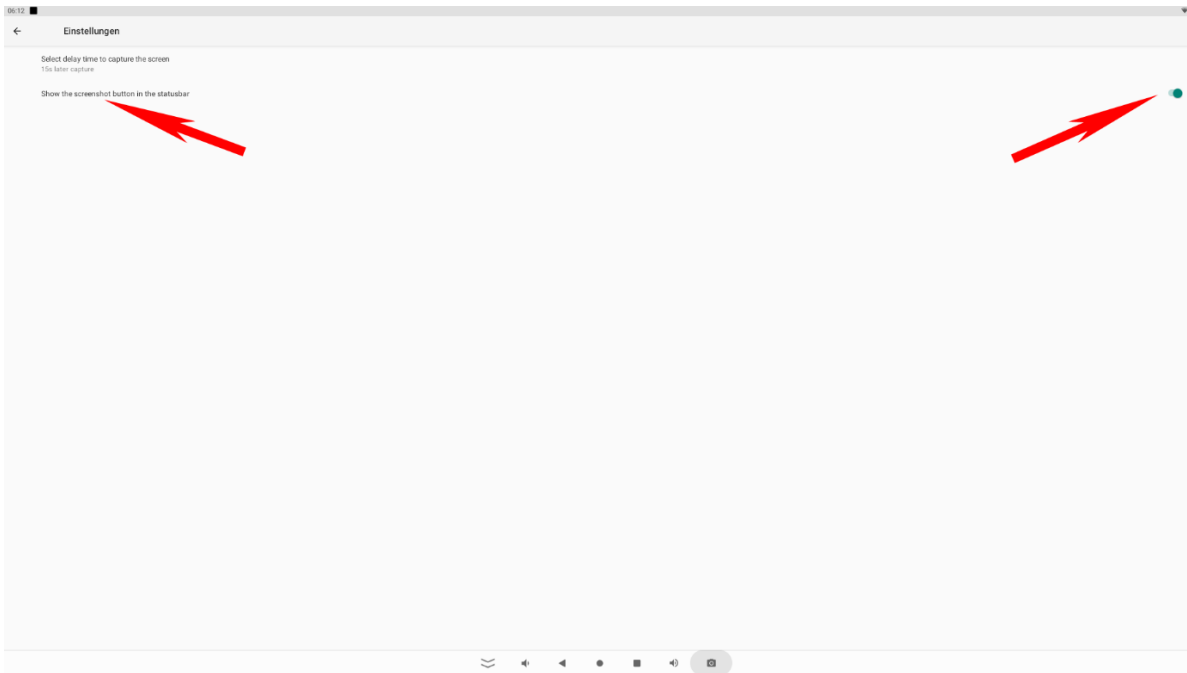 06:12
Einstellungen
Select delay time to capture the screen
15s later capture
Show the screenshot button in the statusbar